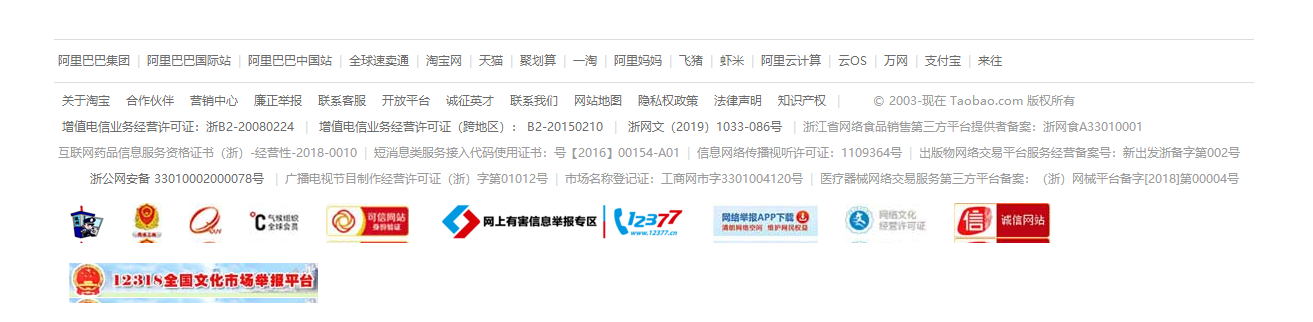 阿里巴巴集团 | 阿里巴巴国际站 | 阿里巴巴中国站 | 全球速卖通 | 淘宝网 | 天猫 | 聚划算 | 一淘 | 阿里妈妈 | 飞猪 | 虾米 | 阿里云计算 | 云OS | 万网 | 支付宝 | 来往
关于淘宝 合作伙伴 营销中心 廉正举报 联系客服 开放平台 诚征英才 联系我们 网站地图 隐私权政策 法律声明 知识产权 | © 2003-现在 Taobao.com 版权所有
增值电信业务经营许可证：浙B2-20080224 | 增值电信业务经营许可证（跨地区）： B2-20150210 | 浙网文（2019）1033-086号 | 浙江省网络食品销售第三方平台提供者备案：浙网食A33010001
互联网药品信息服务资格证书（浙）-经营性-2018-0010 | 短消息类服务接入代码使用证书：号【2016】00154-A01 | 信息网络传播视听许可证：1109364号 | 出版物网络交易平台服务经营备案号：新出发浙备字第002号
浙公网安备 33010002000078号 | 广播电视节目制作经营许可证（浙）字第01012号 | 市场名称登记证：工商网市字3301004120号 | 医疗器械网络交易服务第三方平台备案：（浙）网械平台备字[2018]第00004号
°C 气候组织 全球会员 可信网站 身份验证 网上有害信息举报专区 12377 www.12377.cn 网络举报APP下载 清朗网络空间 维护网民权益 网络文化 经营许可证 信 诚信网站
12318全国文化市场举报平台